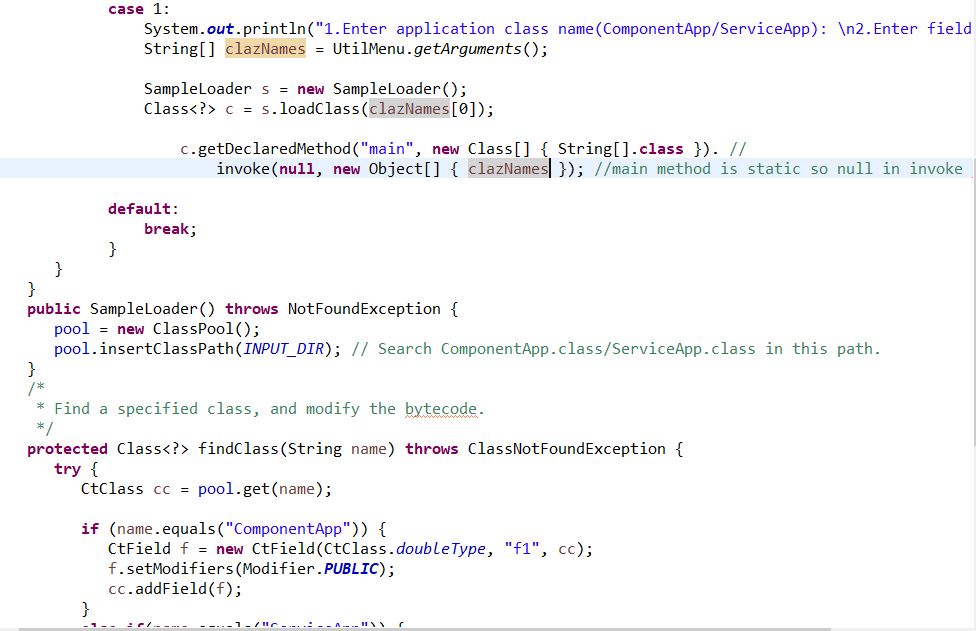 case 1:
System.out.println("1.Enter application class name(ComponentApp/ServiceApp): \n2.Enter field
String[] clazNames = UtilMenu.getArguments();
SampleLoader s = new SampleLoader();
Class<?> c = s.loadClass(clazNames[0]);
c.getDeclaredMethod("main", new Class[] { String[].class }). //
invoke(null, new Object[] { clazNames }); //main method is static so null in invoke
default:
break;
}
}
}
public SampleLoader() throws NotFoundException {
pool = new ClassPool();
pool.insertClassPath(INPUT_DIR); // Search ComponentApp.class/ServiceApp.class in this path.
}
/*
* Find a specified class, and modify the bytecode.
*/
protected Class<?> findClass(String name) throws ClassNotFoundException {
try {
CtClass cc = pool.get(name);
if (name.equals("ComponentApp")) {
CtField f = new CtField(CtClass.doubleType, "f1", cc);
f.setModifiers(Modifier.PUBLIC);
cc.addField(f);
}
else if(name.equals("ServiceApp")) {